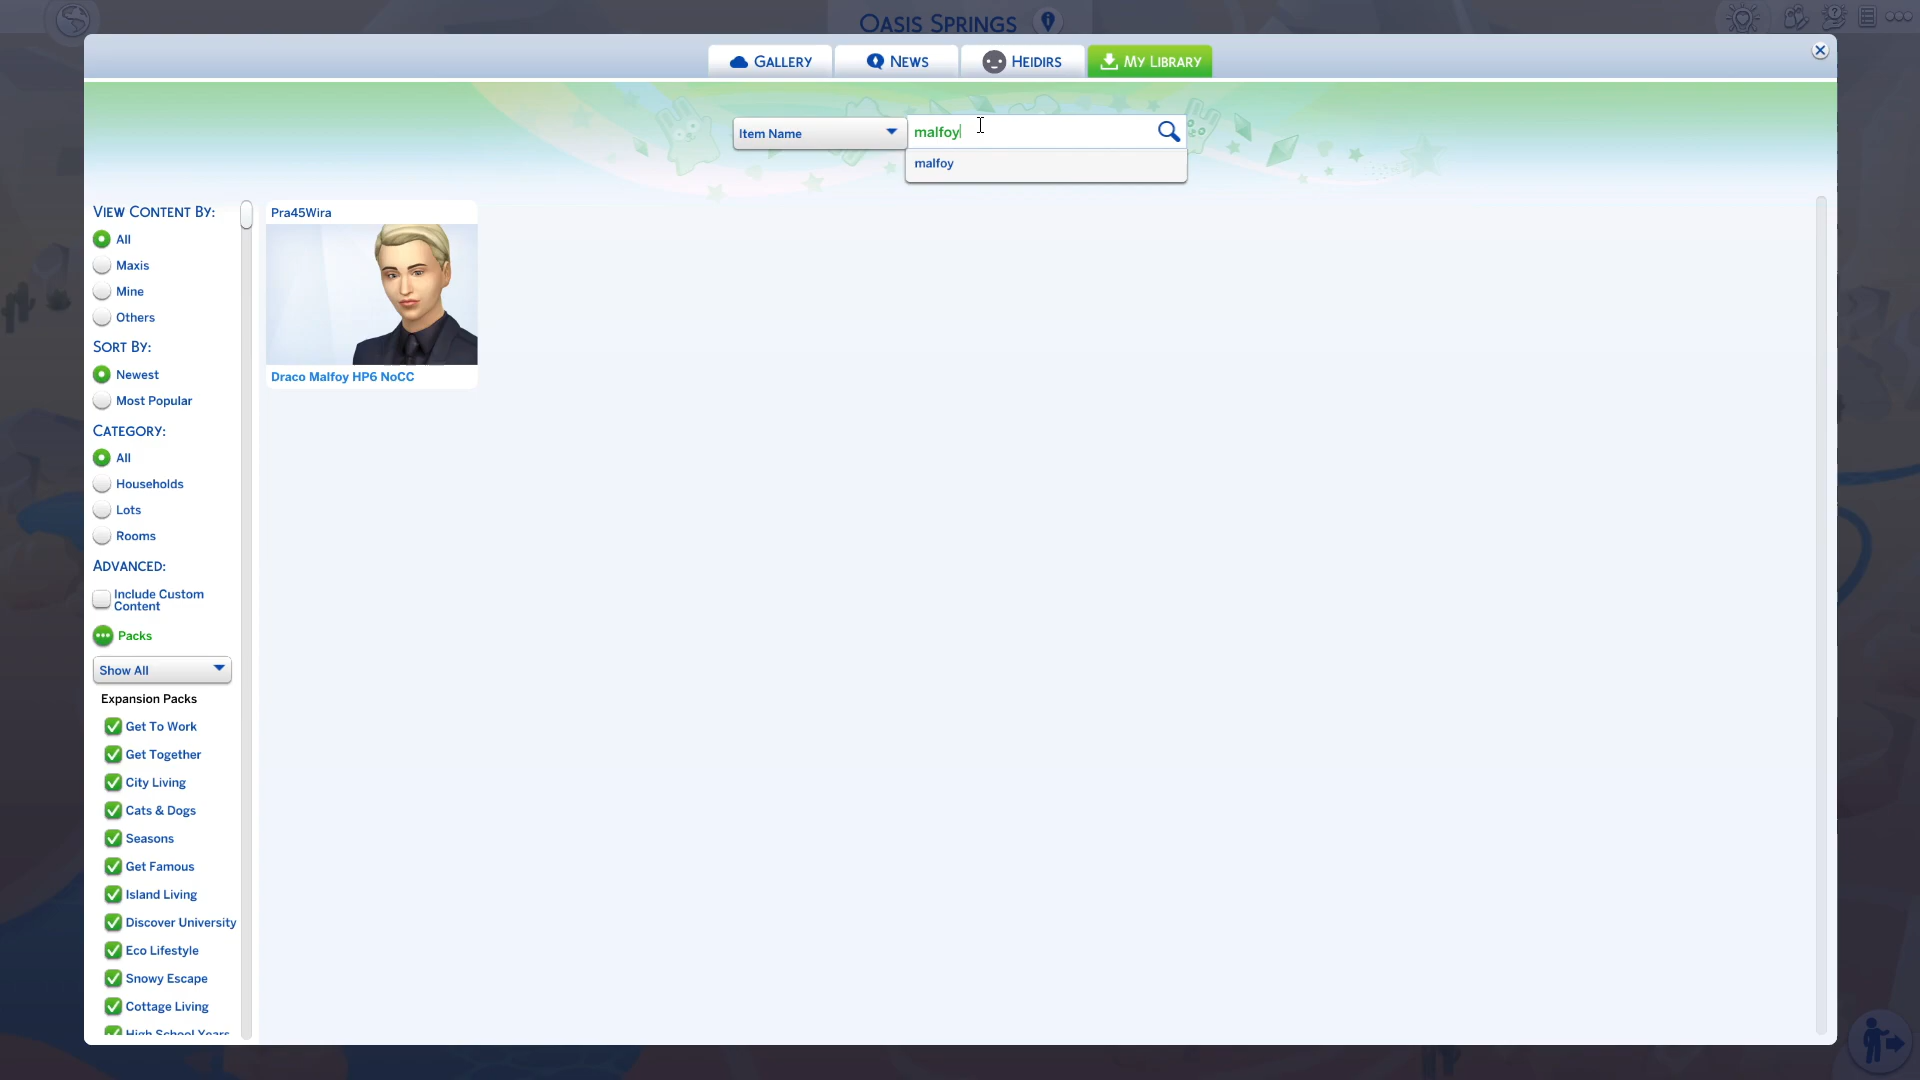 OASIS SPRINGS
GALLERY
NEWS
HEIDIRS
MY LIBRARY
Item Name
malfoy
malfoy
VIEW CONTENT BY:
All
Maxis
Mine
Others
SORT BY:
Newest
Most Popular
CATEGORY:
All
Households
Lots
Rooms
ADVANCED:
Include Custom
Content
Packs
Show All
Expansion Packs
Get To Work
Get Together
City Living
Cats & Dogs
Seasons
Get Famous
Island Living
Discover University
Eco Lifestyle
Snowy Escape
Cottage Living
High School Years
Pra45Wira
Draco Malfoy HP6 NoCC